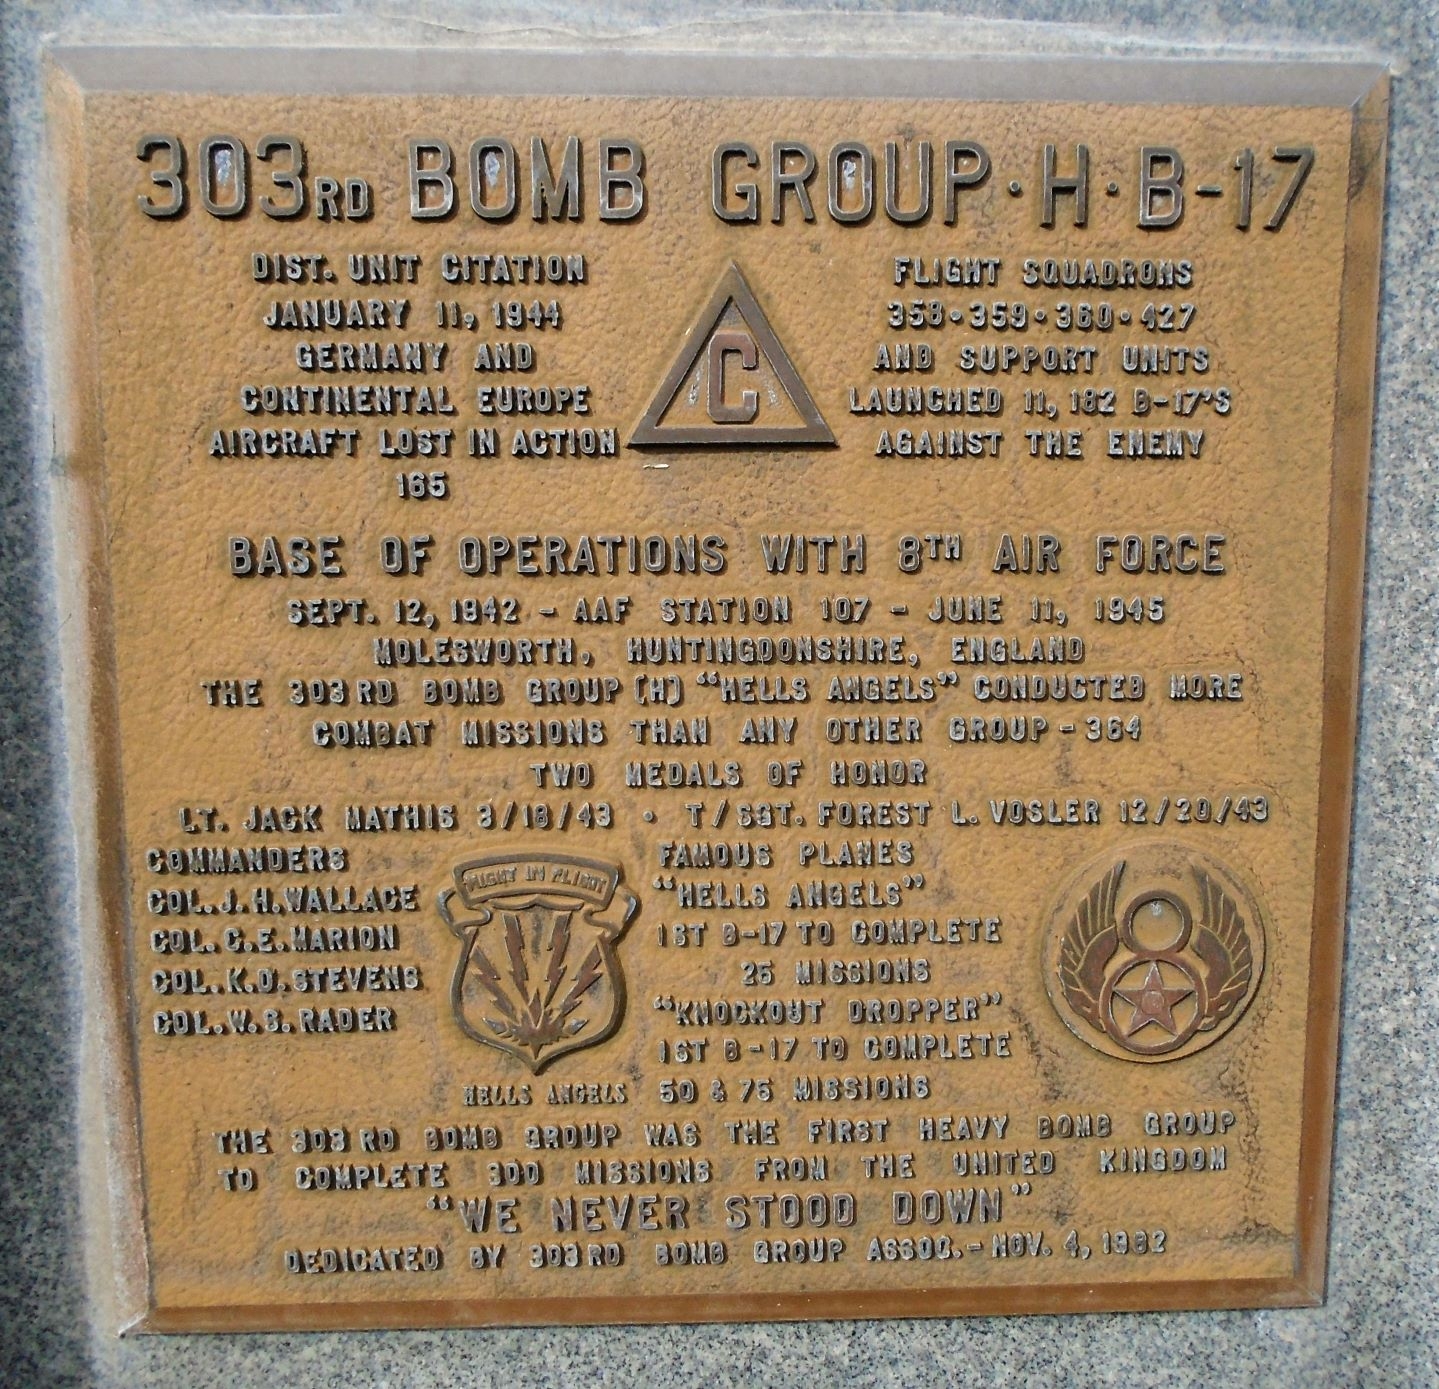 303RD BOMB GROUP · H · B-17
DIST. UNIT CITATION
JANUARY 11, 1944
GERMANY AND
CONTINENTAL EUROPE
AIRCRAFT LOST IN ACTION
165
C
FLIGHT SQUADRONS
358 · 359 · 360 · 427
AND SUPPORT UNITS
LAUNCHED 11,182 B-17'S
AGAINST THE ENEMY
BASE OF OPERATIONS WITH 8TH AIR FORCE
SEPT. 12, 1942 - AAF STATION 107 - JUNE 11, 1945
MOLESWORTH, HUNTINGDONSHIRE, ENGLAND
THE 303RD BOMB GROUP (H) "HELLS ANGELS" CONDUCTED MORE
COMBAT MISSIONS THAN ANY OTHER GROUP - 364
TWO MEDALS OF HONOR
LT. JACK MATHIS 3/18/43 · T/SGT. FOREST L. VOSLER 12/20/43
COMMANDERS
COL. J. H. WALLACE
COL. C. E. MARION
COL. K. D. STEVENS
COL. W. S. RADER
MIGHT IN FLIGHT
HELLS ANGELS
FAMOUS PLANES
"HELLS ANGELS"
1ST B-17 TO COMPLETE
25 MISSIONS
"KNOCKOUT DROPPER"
1ST B-17 TO COMPLETE
50 & 75 MISSIONS
THE 303RD BOMB GROUP WAS THE FIRST HEAVY BOMB GROUP
TO COMPLETE 300 MISSIONS FROM THE UNITED KINGDOM
"WE NEVER STOOD DOWN"
DEDICATED BY 303RD BOMB GROUP ASSOC. - NOV. 4, 1982